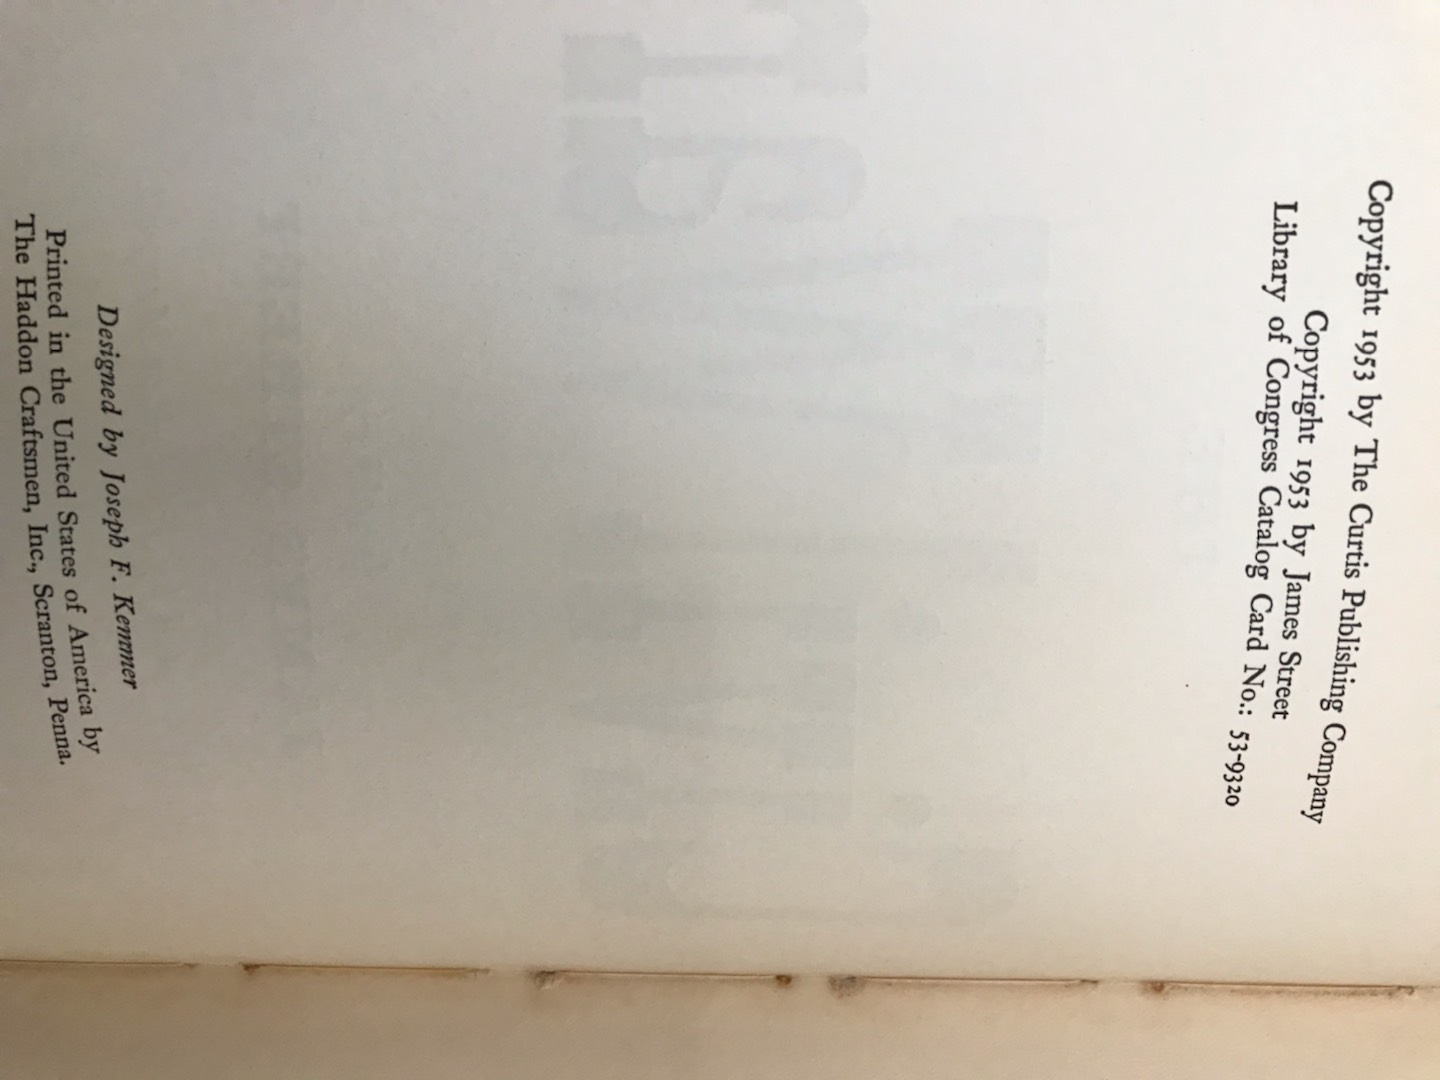 Copyright 1953 by The Curtis Publishing Company
Copyright 1953 by James Street
Library of Congress Catalog Card No.: 53-9320
Designed by Joseph F. Kemmer
Printed in the United States of America by
The Haddon Craftsmen, Inc., Scranton, Penna.